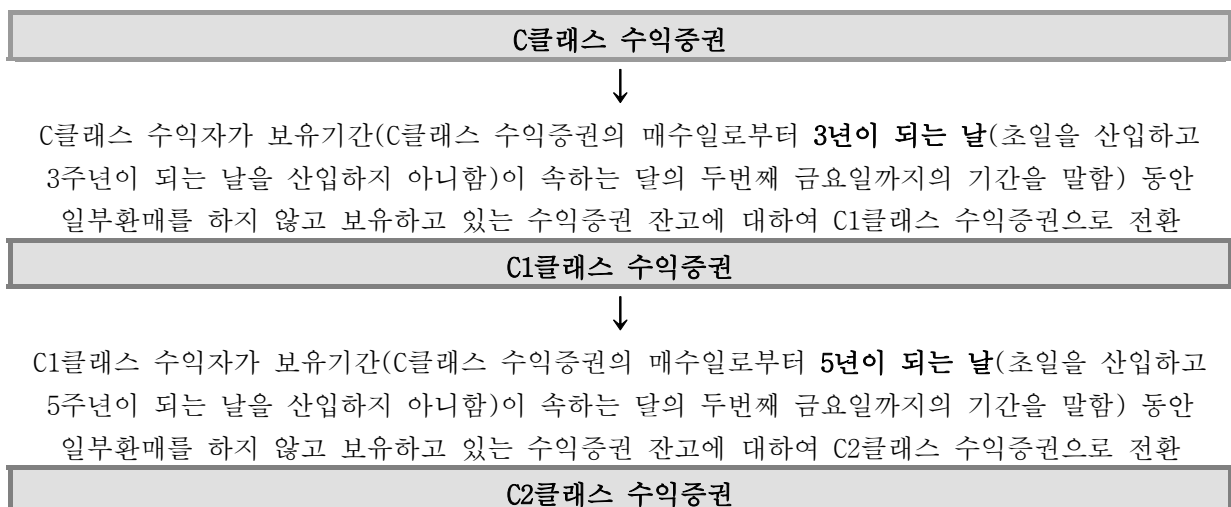 C클래스 수익증권
↓
C클래스 수익자가 보유기간(C클래스 수익증권의 매수일로부터 3년이 되는 날(초일을 산입하고
3주년이 되는 날을 산입하지 아니함)이 속하는 달의 두번째 금요일까지의 기간을 말함) 동안
일부환매를 하지 않고 보유하고 있는 수익증권 잔고에 대하여 C1클래스 수익증권으로 전환
C1클래스 수익증권
↓
C1클래스 수익자가 보유기간(C클래스 수익증권의 매수일로부터 5년이 되는 날(초일을 산입하고
5주년이 되는 날을 산입하지 아니함)이 속하는 달의 두번째 금요일까지의 기간을 말함) 동안
일부환매를 하지 않고 보유하고 있는 수익증권 잔고에 대하여 C2클래스 수익증권으로 전환
C2클래스 수익증권